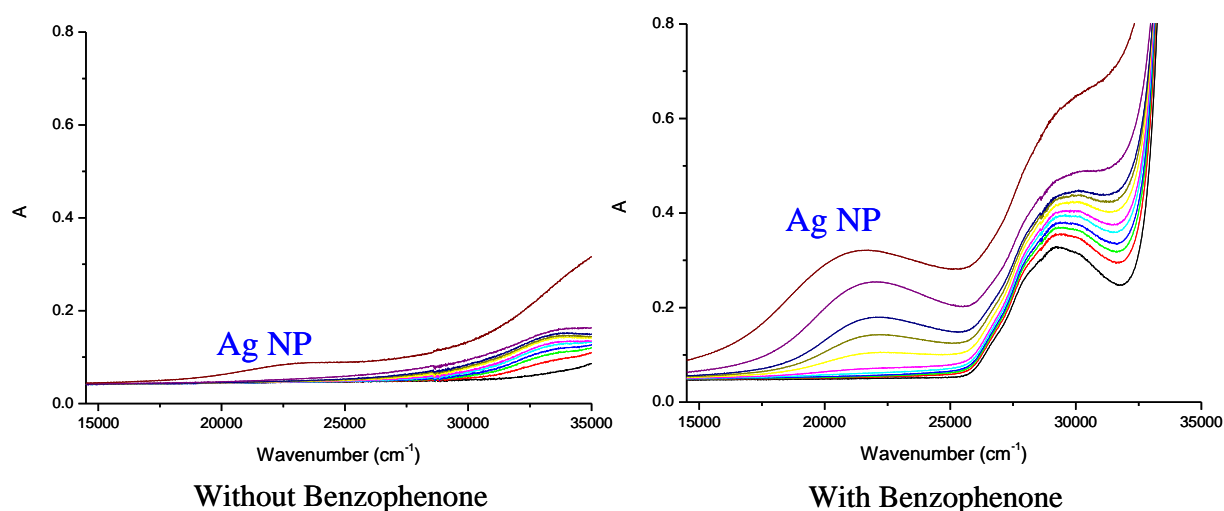 0.8
0.6
0.4
0.2
0.0
A
Ag NP
15000 20000 25000 30000 35000
Wavenumber (cm-1)
Without Benzophenone
0.8
0.6
0.4
0.2
0.0
A
Ag NP
15000 20000 25000 30000 35000
Wavenumber (cm-1)
With Benzophenone